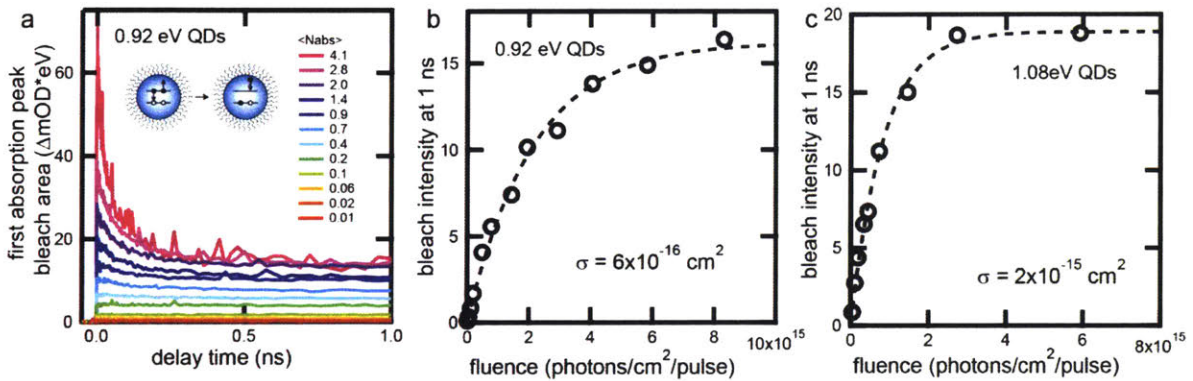 a
0.92 eV QDs
<Nabs>
4.1
2.8
2.0
1.4
0.9
0.7
0.4
0.2
0.1
0.06
0.02
0.01
first absorption peak
bleach area (ΔmOD*eV)
60
40
20
0
0.0
0.5
1.0
delay time (ns)
b
0.92 eV QDs
bleach intensity at 1 ns
15
10
5
0
σ = 6x10⁻¹⁶ cm²
0
2
4
6
8
10x10¹⁵
fluence (photons/cm²/pulse)
c
1.08eV QDs
bleach intensity at 1 ns
20
15
10
5
0
σ = 2x10⁻¹⁵ cm²
0
2
4
6
8x10¹⁵
fluence (photons/cm²/pulse)